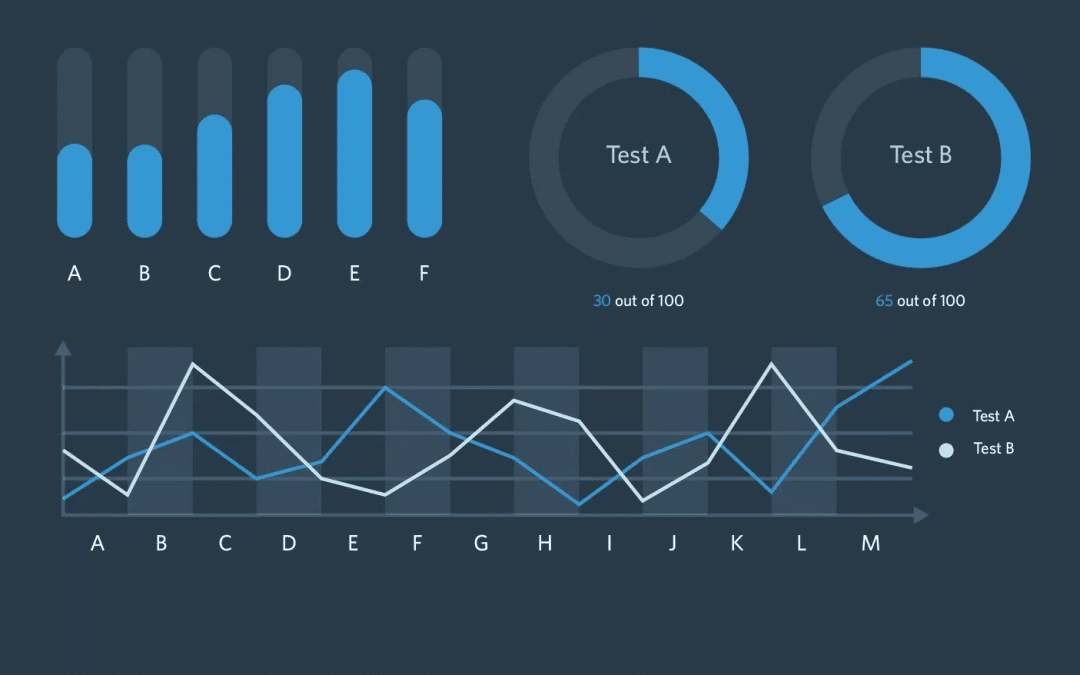 A B C D E F
Test A
Test B
30 out of 100
65 out of 100
Test A
Test B
A B C D E F G H I J K L M